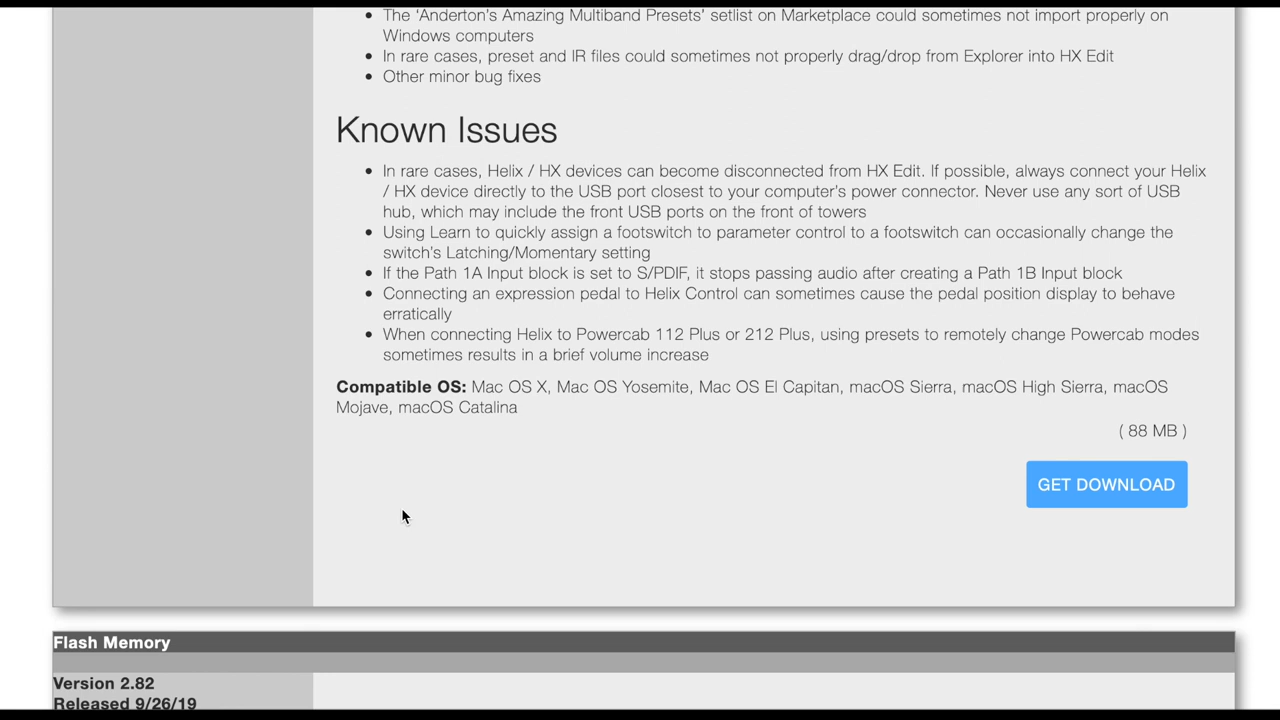 The ‘Anderton’s Amazing Multiband Presets’ setlist on Marketplace could sometimes not import properly on
Windows computers
In rare cases, preset and IR files could sometimes not properly drag/drop from Explorer into HX Edit
Other minor bug fixes
Known Issues
In rare cases, Helix / HX devices can become disconnected from HX Edit. If possible, always connect your Helix
/ HX device directly to the USB port closest to your computer's power connector. Never use any sort of USB
hub, which may include the front USB ports on the front of towers
Using Learn to quickly assign a footswitch to parameter control to a footswitch can occasionally change the
switch's Latching/Momentary setting
If the Path 1A Input block is set to S/PDIF, it stops passing audio after creating a Path 1B Input block
Connecting an expression pedal to Helix Control can sometimes cause the pedal position display to behave
erratically
When connecting Helix to Powercab 112 Plus or 212 Plus, using presets to remotely change Powercab modes
sometimes results in a brief volume increase
Compatible OS: Mac OS X, Mac OS Yosemite, Mac OS El Capitan, macOS Sierra, macOS High Sierra, macOS
Mojave, macOS Catalina
( 88 MB )
GET DOWNLOAD
Flash Memory
Version 2.82
Released 9/26/19